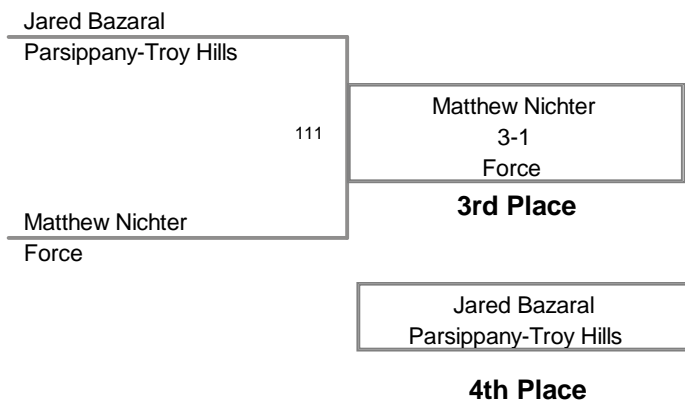 Jared Bazaral
Parsippany-Troy Hills
111
Matthew Nichter
3-1
Force
3rd Place
Matthew Nichter
Force
Jared Bazaral
Parsippany-Troy Hills
4th Place